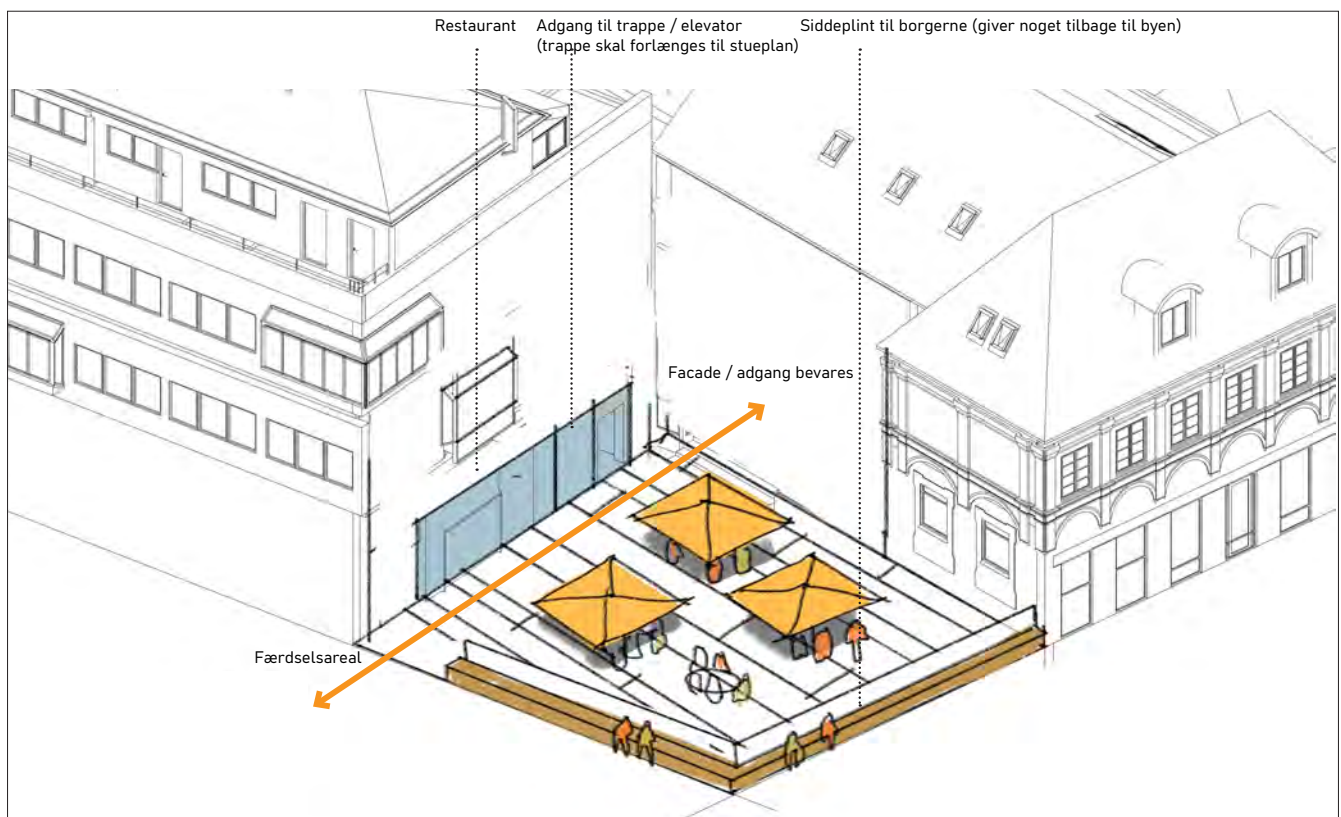 Restaurant
Adgang til trappe / elevator
(trappe skal forlænges til stueplan)
Siddeplint til borgerne (giver noget tilbage til byen)
Facade / adgang bevares
Færdselsareal